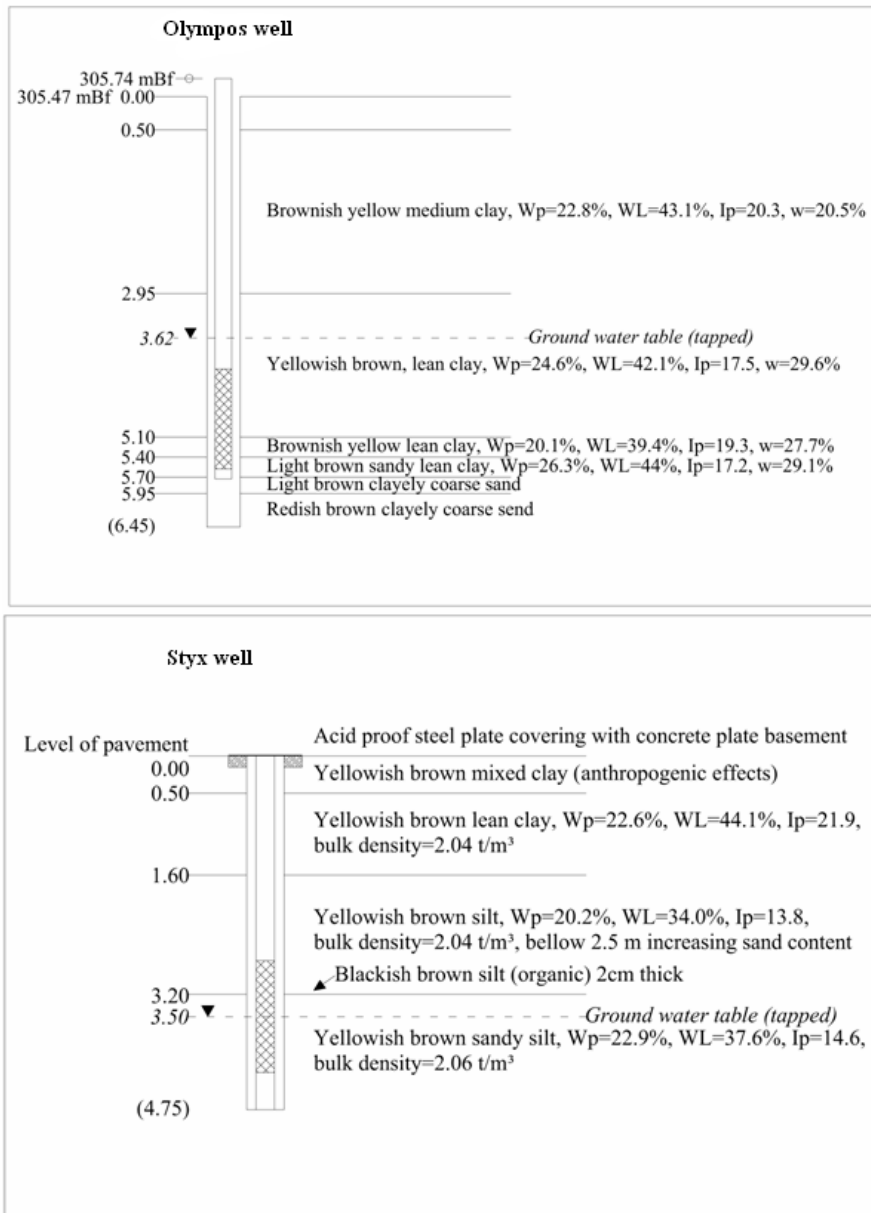 Olympos well
305.74 mBf
305.47 mBf 0.00
0.50
Brownish yellow medium clay, Wp=22.8%, WL=43.1%, Ip=20.3, w=20.5%
2.95
3.62
Ground water table (tapped)
Yellowish brown, lean clay, Wp=24.6%, WL=42.1%, Ip=17.5, w=29.6%
5.10
Brownish yellow lean clay, Wp=20.1%, WL=39.4%, Ip=19.3, w=27.7%
5.40
Light brown sandy lean clay, Wp=26.3%, WL=44%, Ip=17.2, w=29.1%
5.70
Light brown clayely coarse sand
5.95
Redish brown clayely coarse send
(6.45)
Styx well
Level of pavement
Acid proof steel plate covering with concrete plate basement
0.00
Yellowish brown mixed clay (anthropogenic effects)
0.50
Yellowish brown lean clay, Wp=22.6%, WL=44.1%, Ip=21.9,
bulk density=2.04 t/m³
1.60
Yellowish brown silt, Wp=20.2%, WL=34.0%, Ip=13.8,
bulk density=2.04 t/m³, bellow 2.5 m increasing sand content
Blackish brown silt (organic) 2cm thick
3.20
3.50
Ground water table (tapped)
Yellowish brown sandy silt, Wp=22.9%, WL=37.6%, Ip=14.6,
bulk density=2.06 t/m³
(4.75)